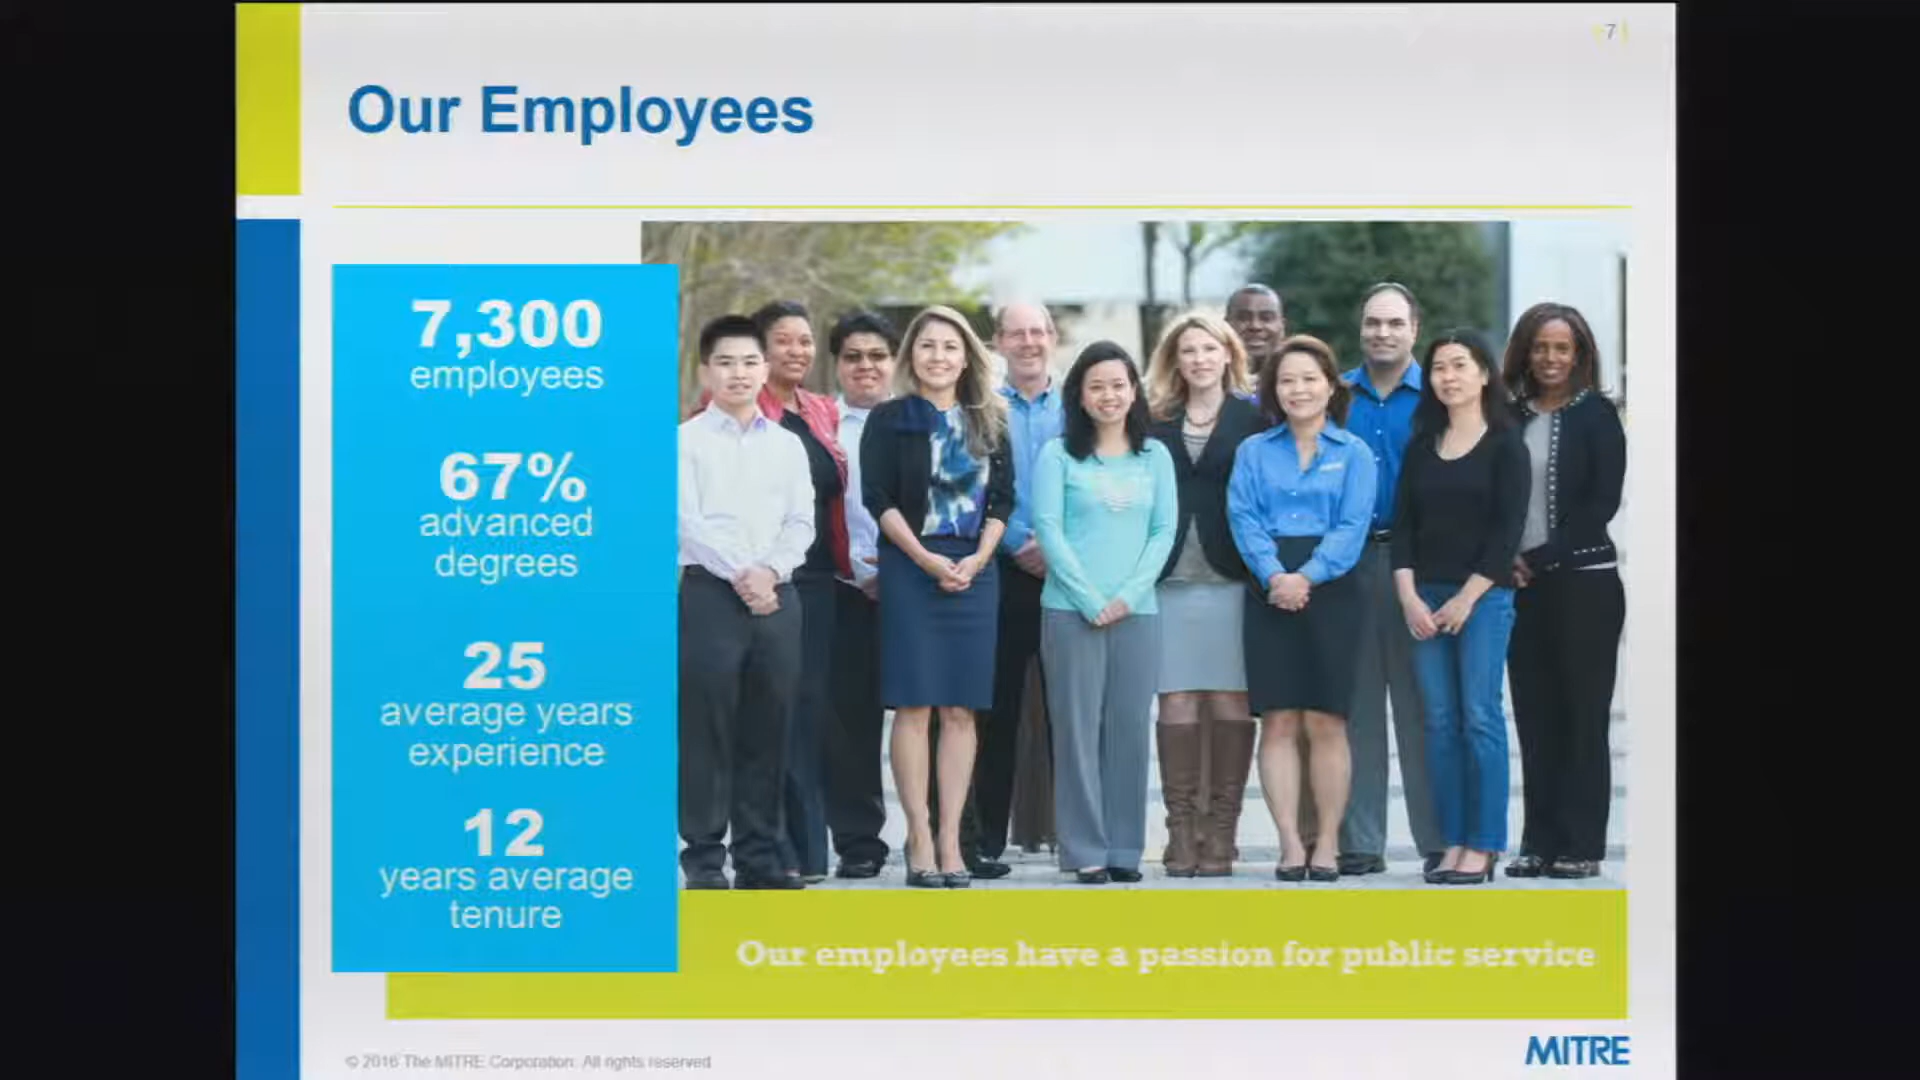 7
Our Employees
7,300
employees
67%
advanced
degrees
25
average years
experience
12
years average
tenure
Our employees have a passion for public service
© 2016 The MITRE Corporation. All rights reserved
MITRE